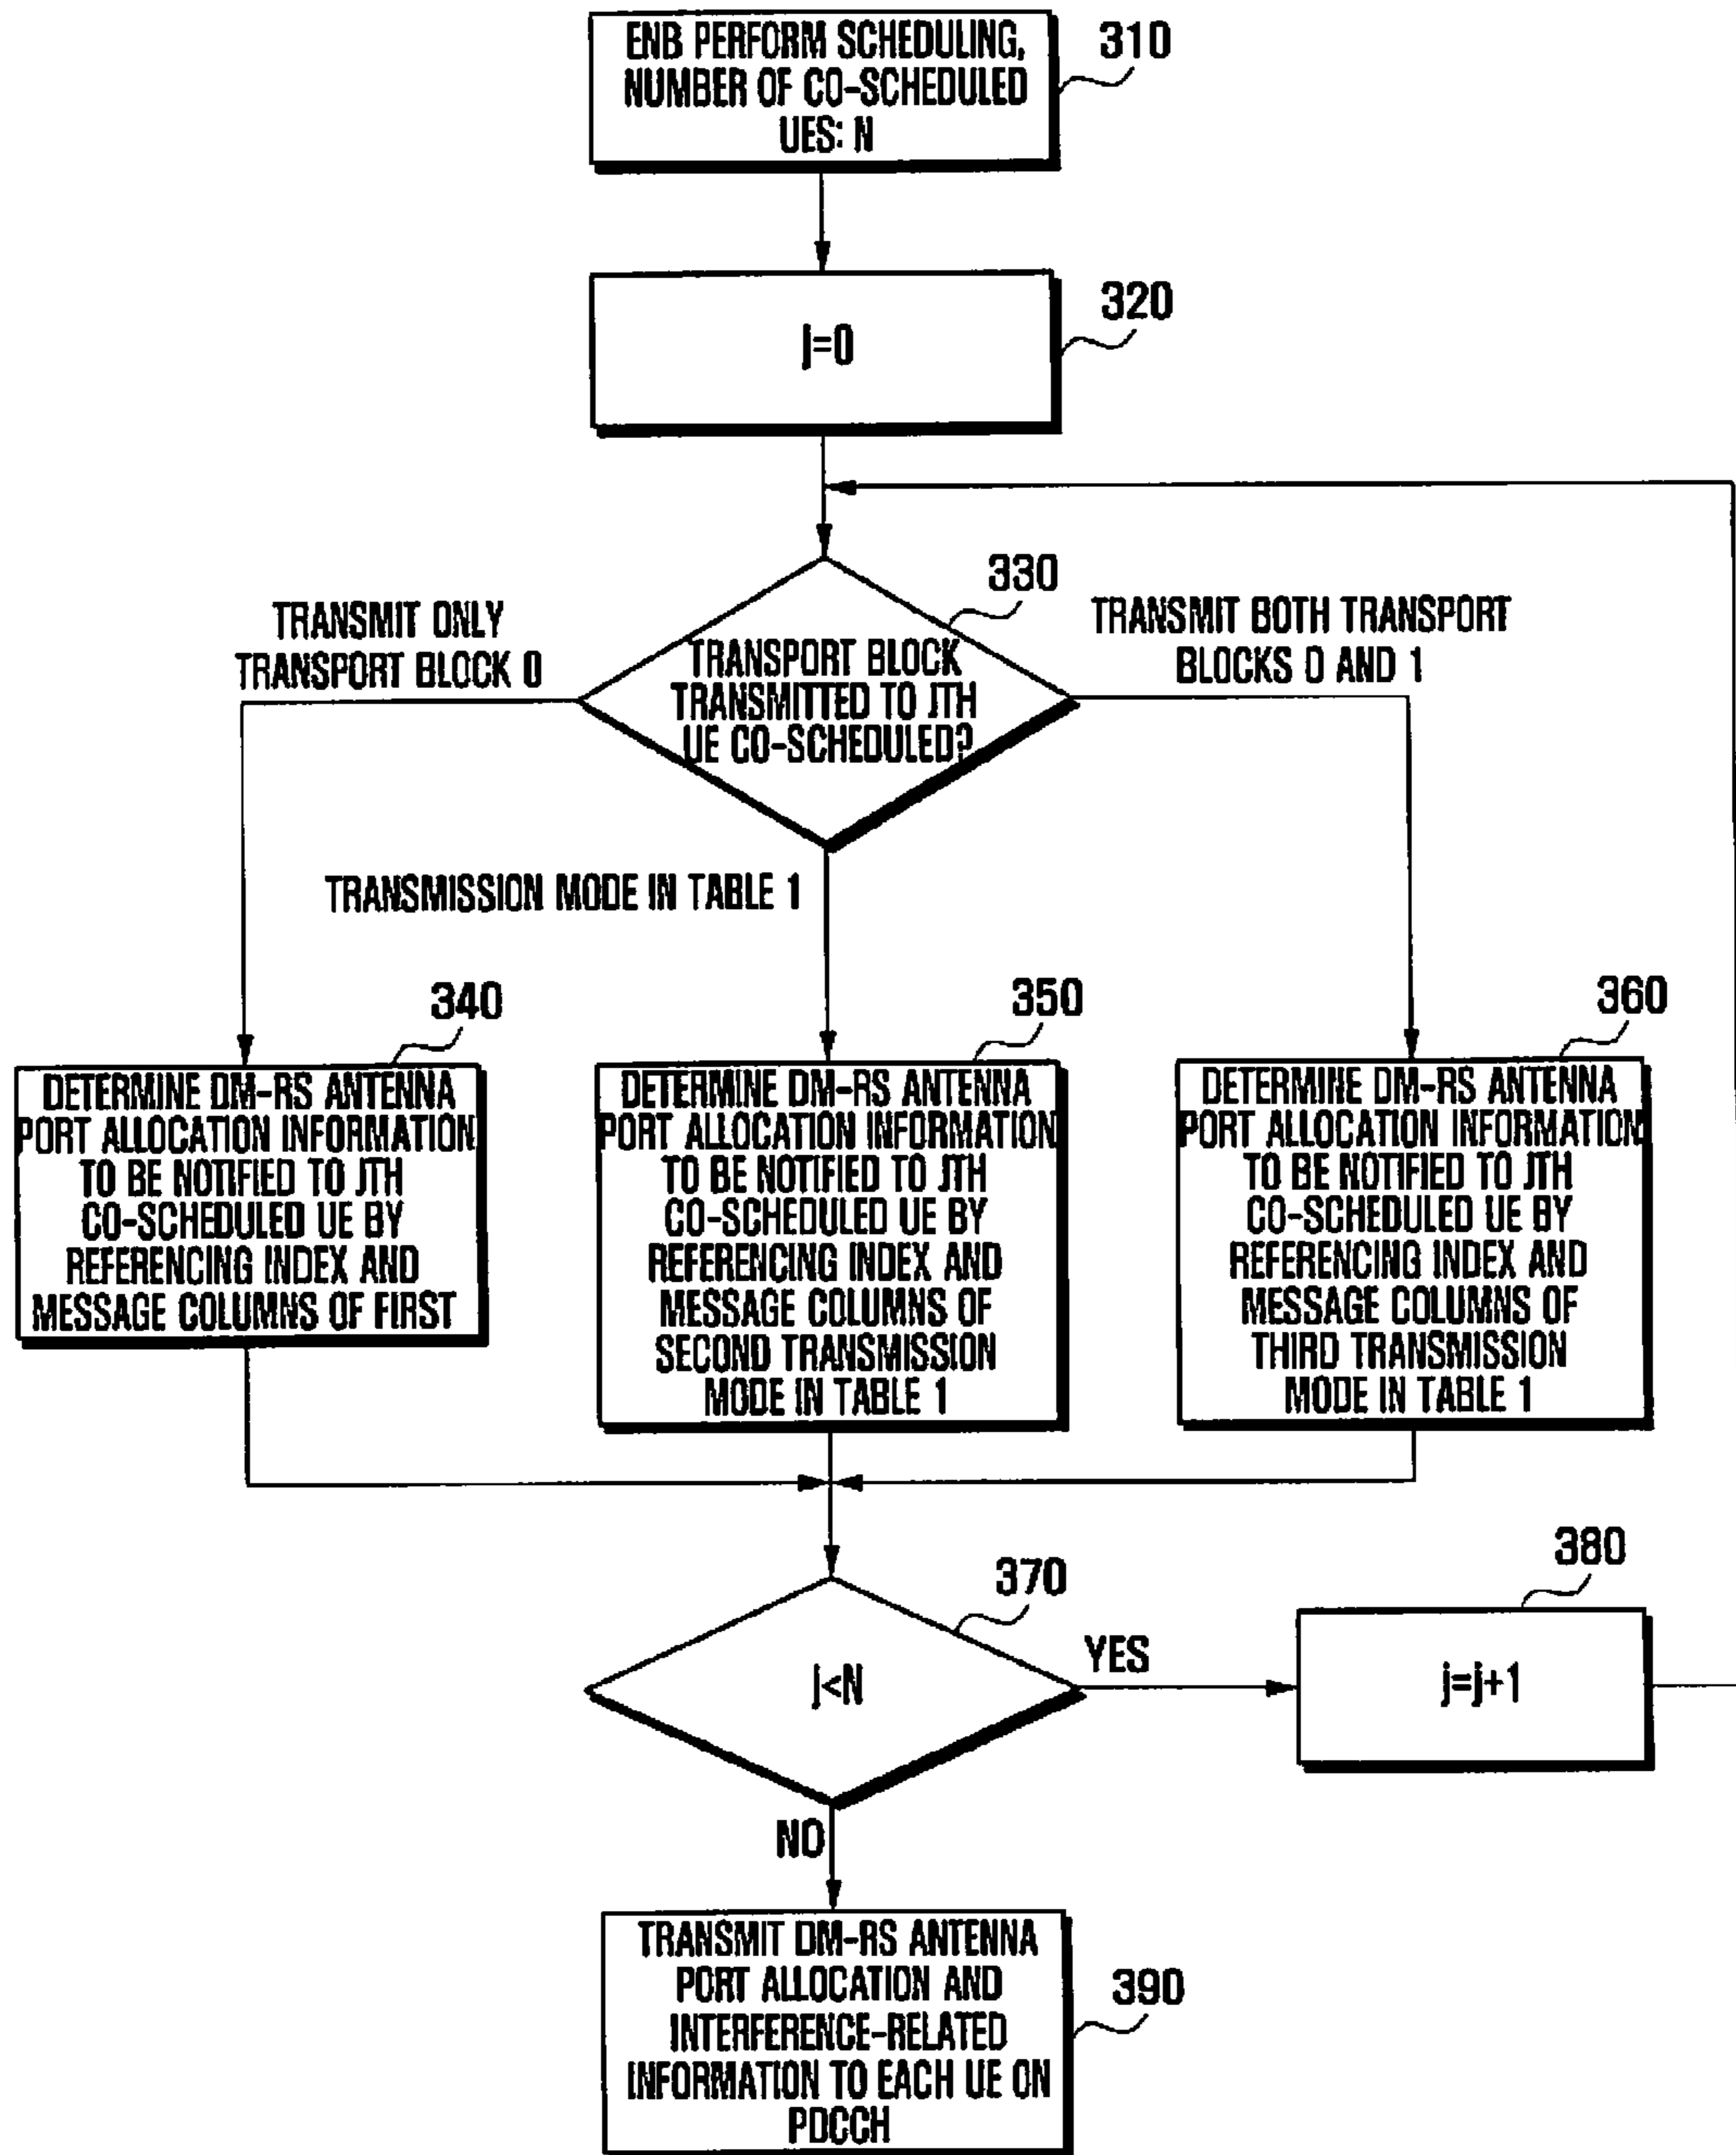 ENB PERFORM SCHEDULING,
NUMBER OF CO-SCHEDULED
UES: N
310
j=0
320
330
TRANSMIT ONLY
TRANSPORT BLOCK 0
TRANSPORT BLOCK
TRANSMITTED TO JTH
UE CO-SCHEDULED?
TRANSMIT BOTH TRANSPORT
BLOCKS 0 AND 1
TRANSMISSION MODE IN TABLE 1
340
DETERMINE DM-RS ANTENNA
PORT ALLOCATION INFORMATION
TO BE NOTIFIED TO JTH
CO-SCHEDULED UE BY
REFERENCING INDEX AND
MESSAGE COLUMNS OF FIRST
350
DETERMINE DM-RS ANTENNA
PORT ALLOCATION INFORMATION
TO BE NOTIFIED TO JTH
CO-SCHEDULED UE BY
REFERENCING INDEX AND
MESSAGE COLUMNS OF
SECOND TRANSMISSION
MODE IN TABLE 1
360
DETERMINE DM-RS ANTENNA
PORT ALLOCATION INFORMATION
TO BE NOTIFIED TO JTH
CO-SCHEDULED UE BY
REFERENCING INDEX AND
MESSAGE COLUMNS OF
THIRD TRANSMISSION
MODE IN TABLE 1
370
j<N
YES
380
j=j+1
NO
TRANSMIT DM-RS ANTENNA
PORT ALLOCATION AND
INTERFERENCE-RELATED
INFORMATION TO EACH UE ON
PDCCH
390